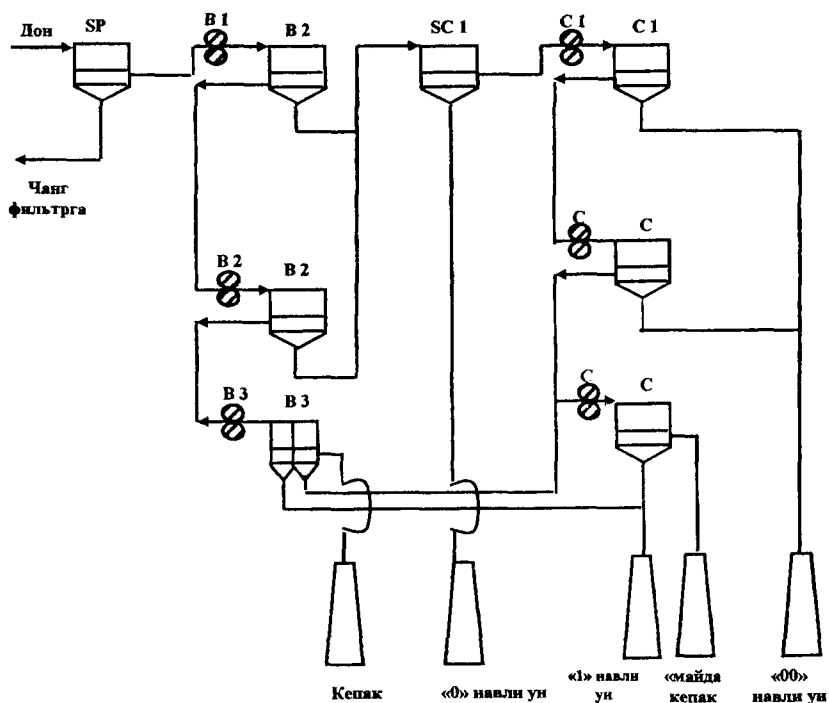 Дон
SP
B 1
B 2
SC 1
C 1
C 1
Чанг
фильтрга
B 2
B 2
C
C
B 3
B 3
C
C
Кепак
«0» навли ун
«1» навли
ун
«майда
кепак
«00»
навли ун